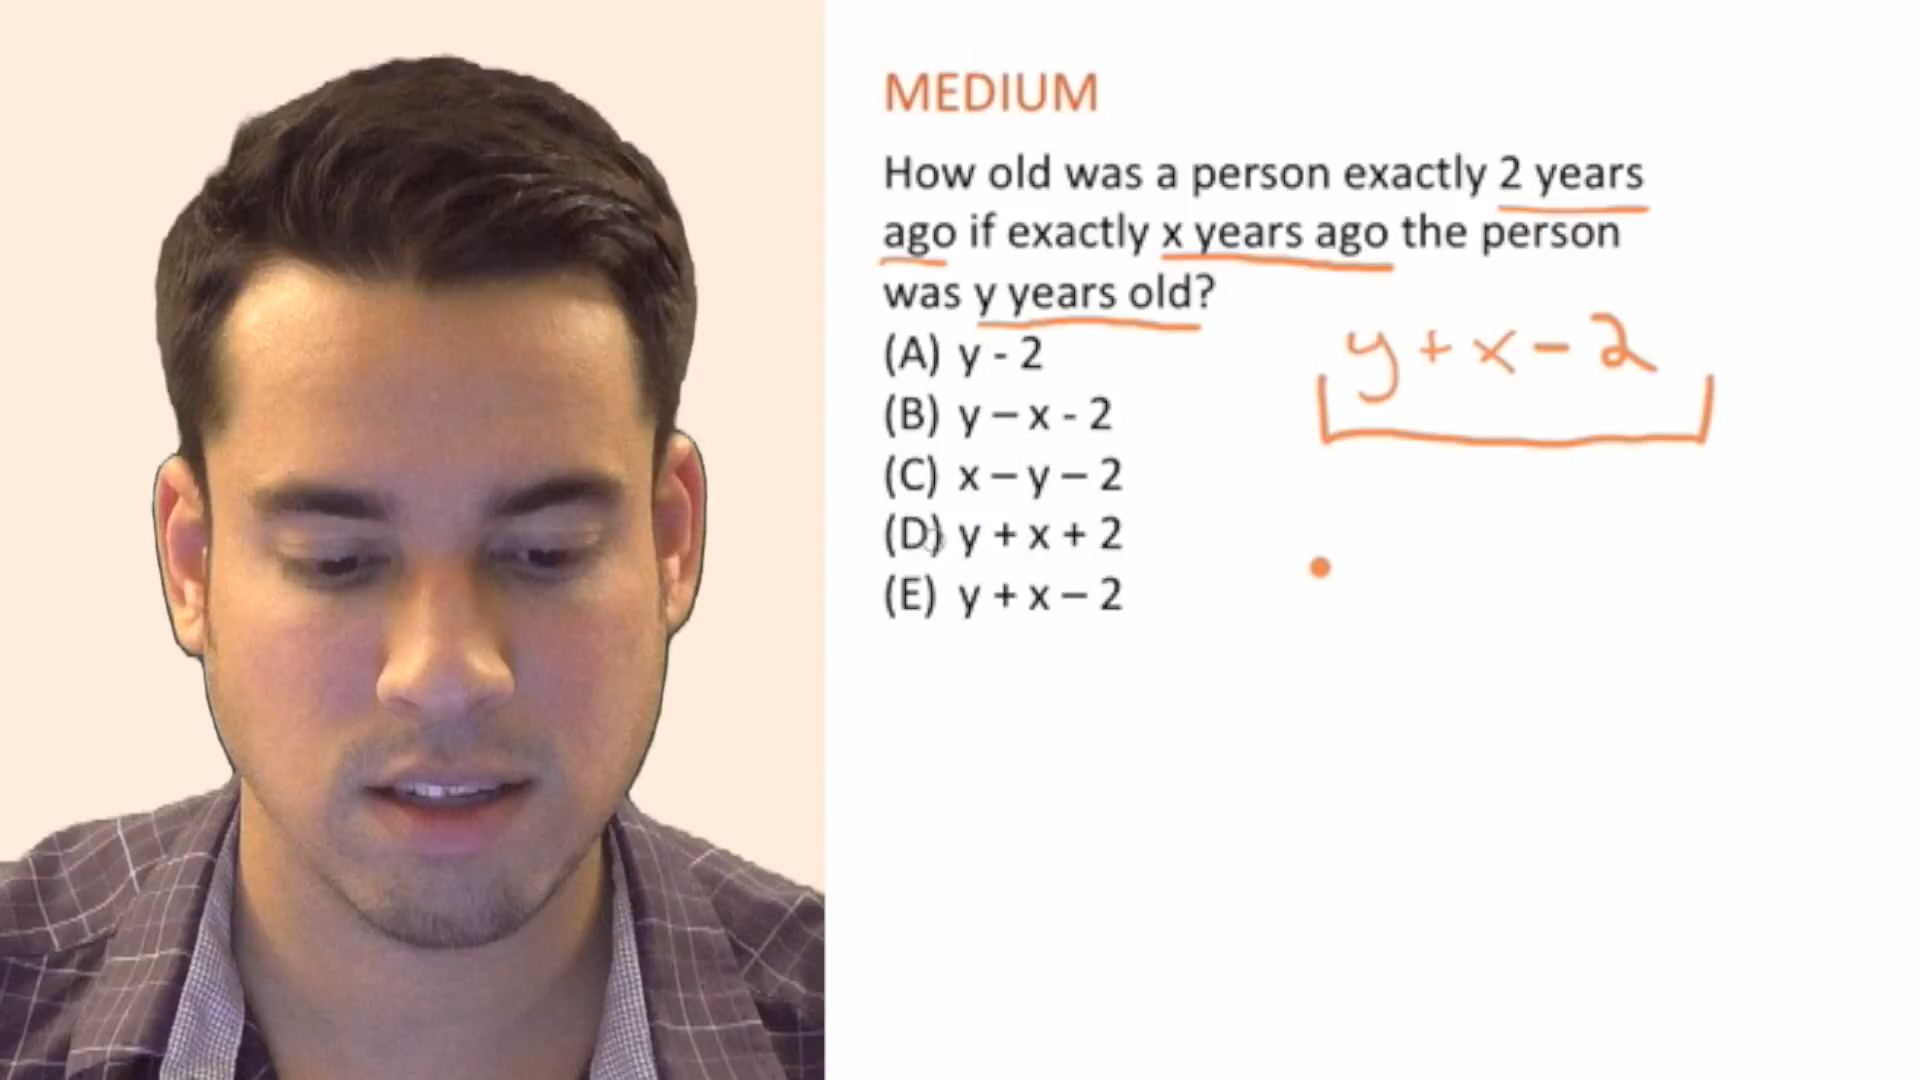 MEDIUM
How old was a person exactly 2 years
ago if exactly x years ago the person
was y years old?
(A) y - 2
(B) y – x - 2
(C) x – y – 2
(D) y + x + 2
(E) y + x – 2
y + x - 2